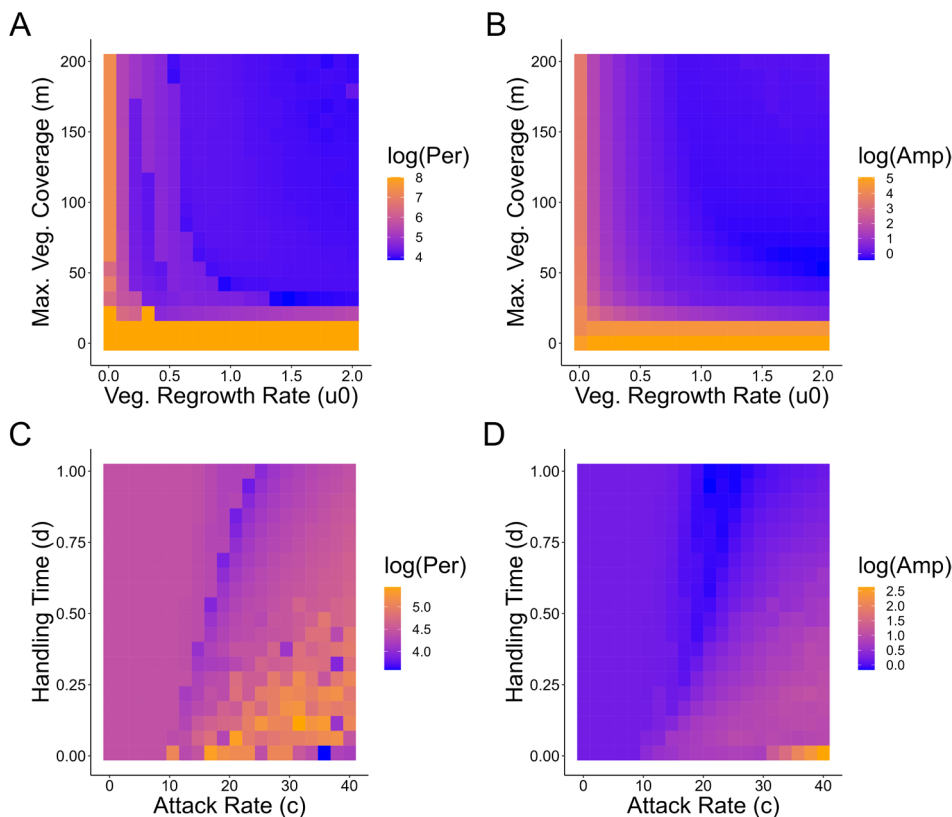 A
Max. Veg. Coverage (m)
200
150
100
50
0
0.0 0.5 1.0 1.5 2.0
Veg. Regrowth Rate (u0)
log(Per)
8
7
6
5
4
B
Max. Veg. Coverage (m)
200
150
100
50
0
0.0 0.5 1.0 1.5 2.0
Veg. Regrowth Rate (u0)
log(Amp)
5
4
3
2
1
0
C
Handling Time (d)
1.00
0.75
0.50
0.25
0.00
0 10 20 30 40
Attack Rate (c)
log(Per)
5.0
4.5
4.0
D
Handling Time (d)
1.00
0.75
0.50
0.25
0.00
0 10 20 30 40
Attack Rate (c)
log(Amp)
2.5
2.0
1.5
1.0
0.5
0.0